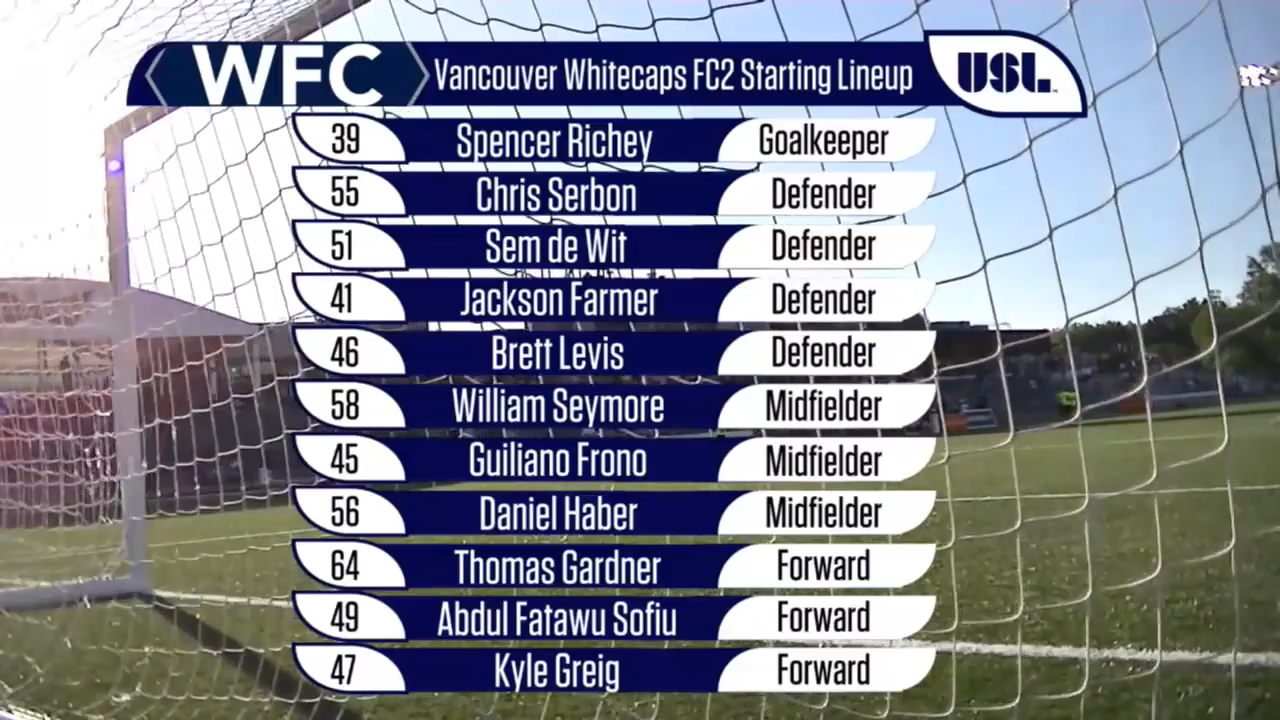 WFC Vancouver Whitecaps FC2 Starting Lineup USL
39 Spencer Richey Goalkeeper
55 Chris Serbon Defender
51 Sem de Wit Defender
41 Jackson Farmer Defender
46 Brett Levis Defender
58 William Seymore Midfielder
45 Guiliano Frono Midfielder
56 Daniel Haber Midfielder
64 Thomas Gardner Forward
49 Abdul Fatawu Sofiu Forward
47 Kyle Greig Forward